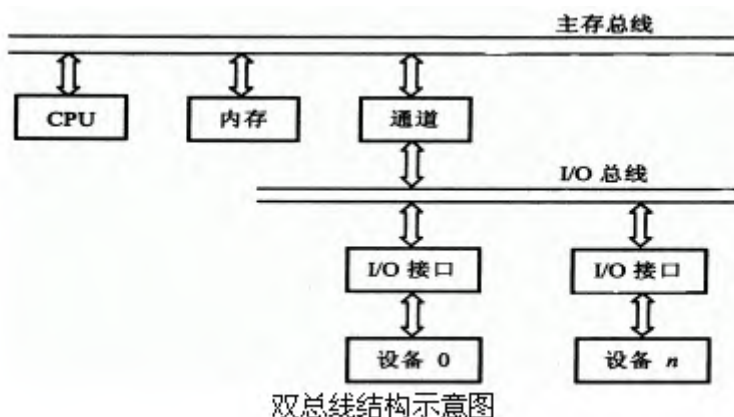 主存总线
CPU
内存
通道
I/O 总线
I/O 接口
I/O 接口
设备 0
设备 n
双总线结构示意图